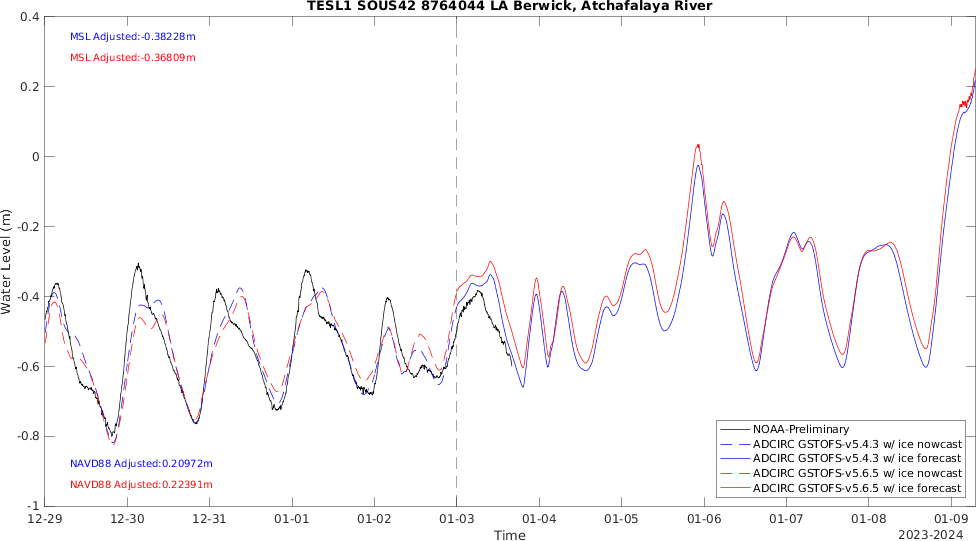 TESL1 SOUS42 8764044 LA Berwick, Atchafalaya River
MSL Adjusted:-0.38228m
MSL Adjusted:-0.36809m
NAVD88 Adjusted:0.20972m
NAVD88 Adjusted:0.22391m
Water Level (m)
0.4
0.2
0
-0.2
-0.4
-0.6
-0.8
-1
NOAA-Preliminary
ADCIRC GSTOFS-v5.4.3 w/ ice nowcast
ADCIRC GSTOFS-v5.4.3 w/ ice forecast
ADCIRC GSTOFS-v5.6.5 w/ ice nowcast
ADCIRC GSTOFS-v5.6.5 w/ ice forecast
12-29 12-30 12-31 01-01 01-02 01-03 01-04 01-05 01-06 01-07 01-08 01-09
Time
2023-2024